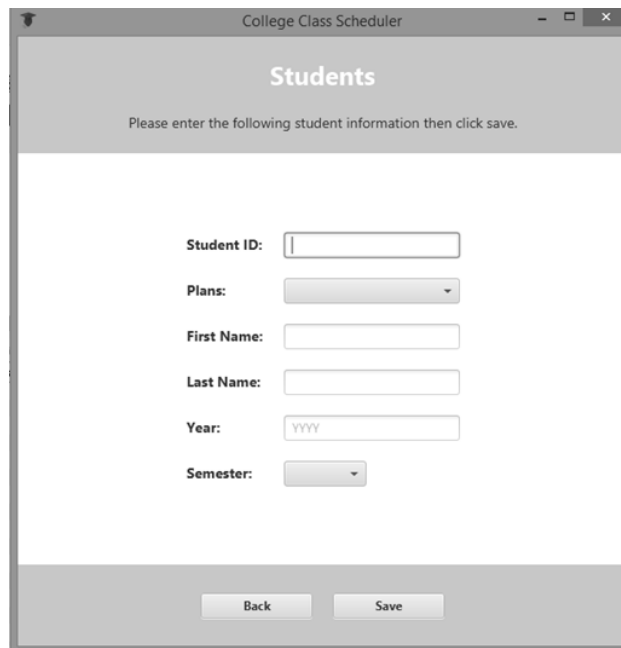 College Class Scheduler
Students
Please enter the following student information then click save.
Student ID:
Plans:
First Name:
Last Name:
Year: YYYY
Semester:
Back Save